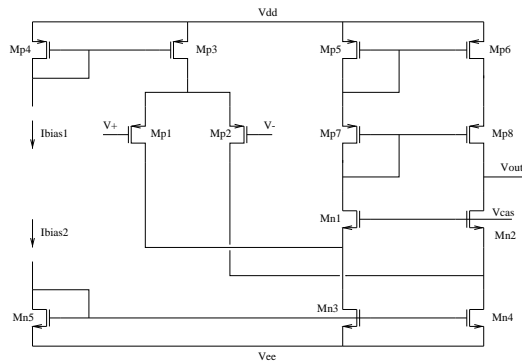 Vdd
Mp4
Mp3
Mp5
Mp6
Ibias1
V+
Mp1
Mp2
V-
Mp7
Mp8
Vout
Mn1
Vcas
Mn2
Ibias2
Mn5
Mn3
Mn4
Vee